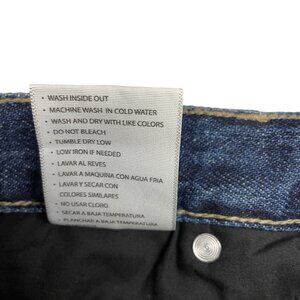 • WASH INSIDE OUT
• MACHINE WASH IN COLD WATER
• WASH AND DRY WITH LIKE COLORS
• DO NOT BLEACH
• TUMBLE DRY LOW
• LOW IRON IF NEEDED
• LAVAR AL REVES
• LAVAR A MAQUINA CON AGUA FRIA
• LAVAR Y SECAR CON
COLORES SIMILARES
• NO USAR CLORO
• SECAR A BAJA TEMPERATURA
• PLANCHAR A BAJA TEMPERATURA